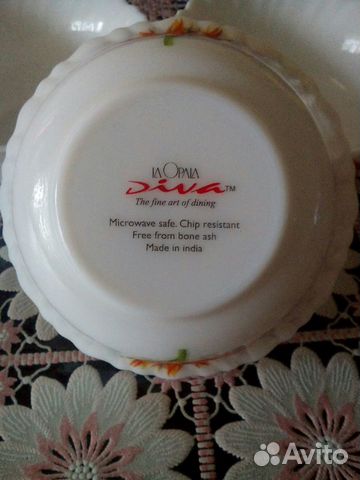 LA OPALA
Diva™
The fine art of dining
Microwave safe. Chip resistant
Free from bone ash
Made in india
Avito